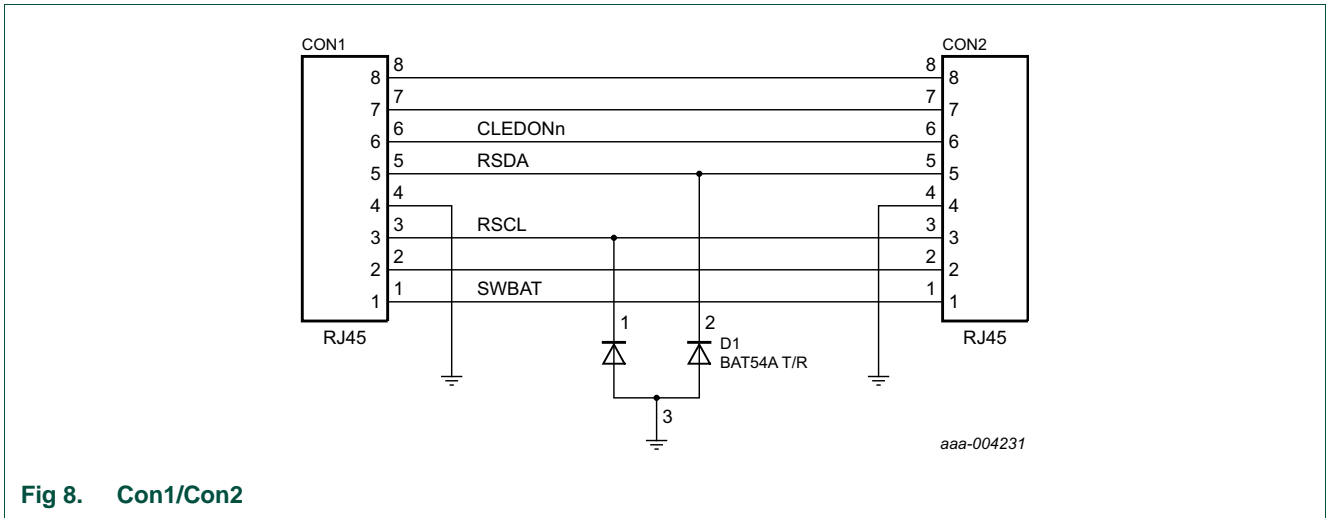 CON1 CON2
8 8 8 8
7 7 7 7
6 6 CLEDONn 6 6
5 5 RSDA 5 5
4 4 4 4
3 3 RSCL 3 3
2 2 2 2
1 1 SWBAT 1 1
RJ45 RJ45
1 2
D1
BAT54A T/R
3
aaa-004231
Fig 8. Con1/Con2